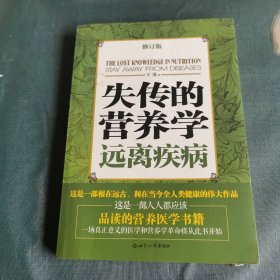 修订版
THE LOST KNOWLEDGE IN NUTRITION
STAY AWAY FROM DISEASES
失传的
营养学
远离疾病
这是一部根在远古、利在当今全人类健康的伟大作品
这是一部人人都应该
品读的营养医学书籍
一场真正意义的医学和营养学革命将从此书开始
世界知识出版社